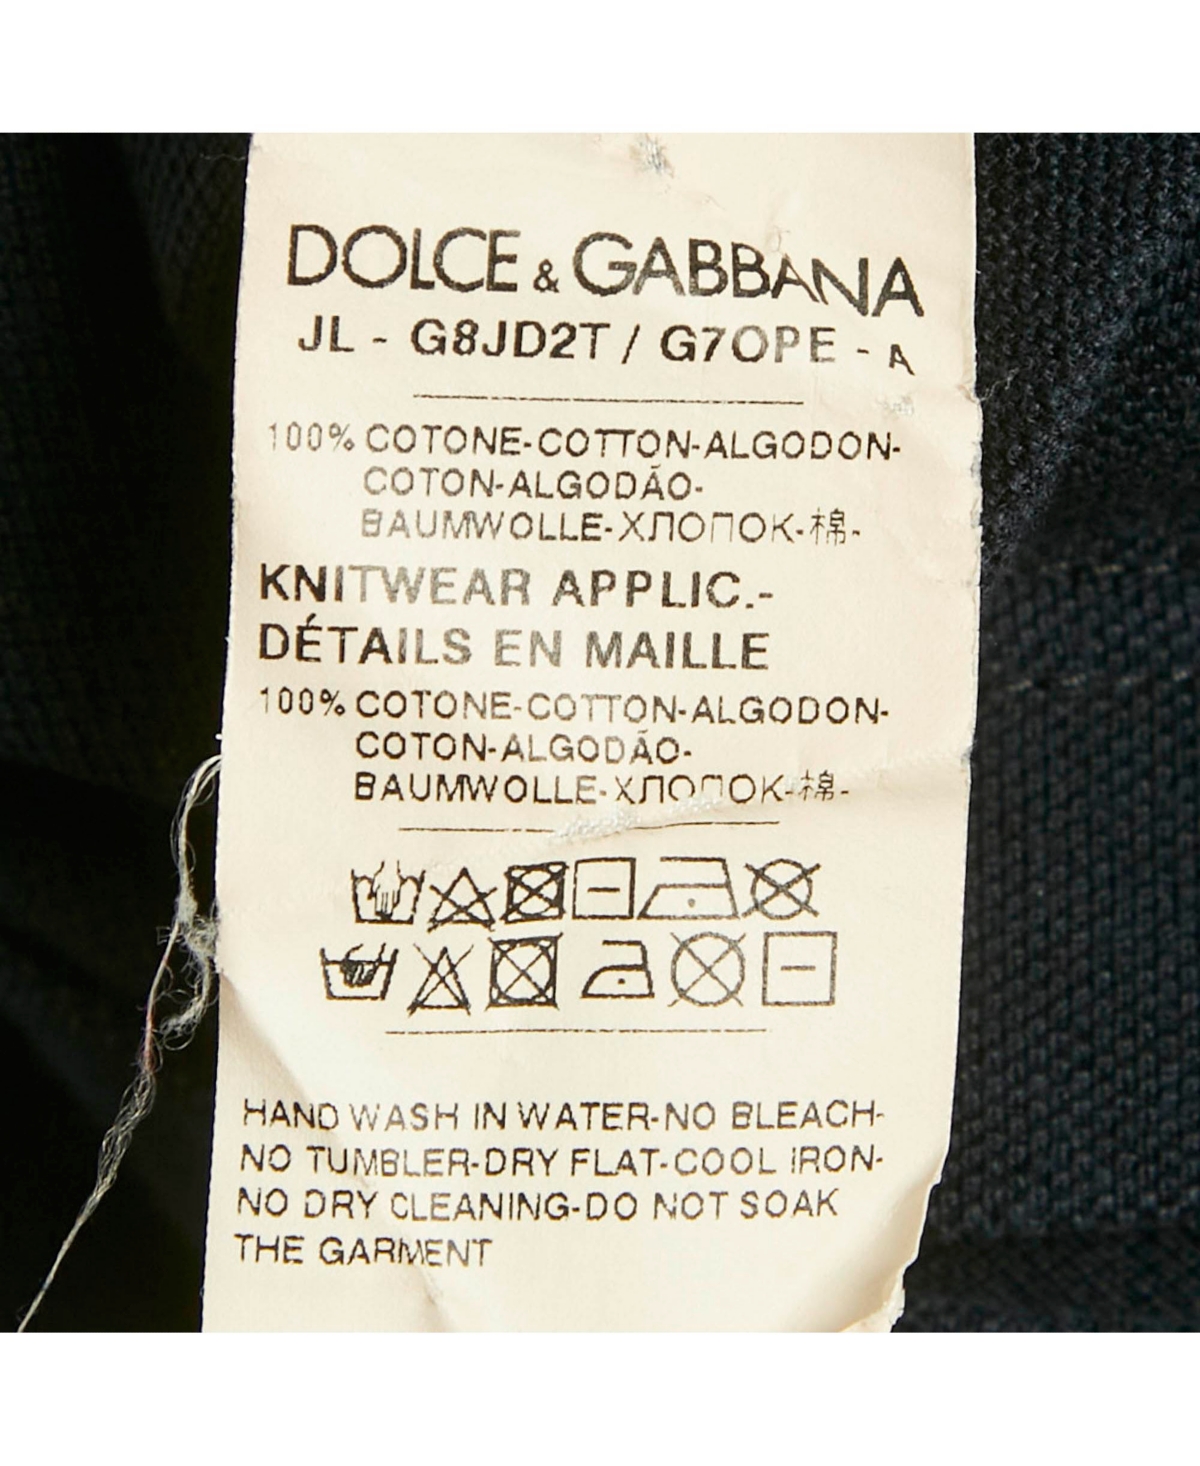 DOLCE & GABBANA
JL - G8JD2T / G7OPE - A
100% COTONE-COTTON-ALGODON-
COTON-ALGODÃO-
BAUMWOLLE-ХЛОПОК-棉-
KNITWEAR APPLIC.-
DÉTAILS EN MAILLE
100% COTONE-COTTON-ALGODON-
COTON-ALGODÃO-
BAUMWOLLE-ХЛОПОК-棉-
HAND WASH IN WATER-NO BLEACH-
NO TUMBLER-DRY FLAT-COOL IRON-
NO DRY CLEANING-DO NOT SOAK
THE GARMENT